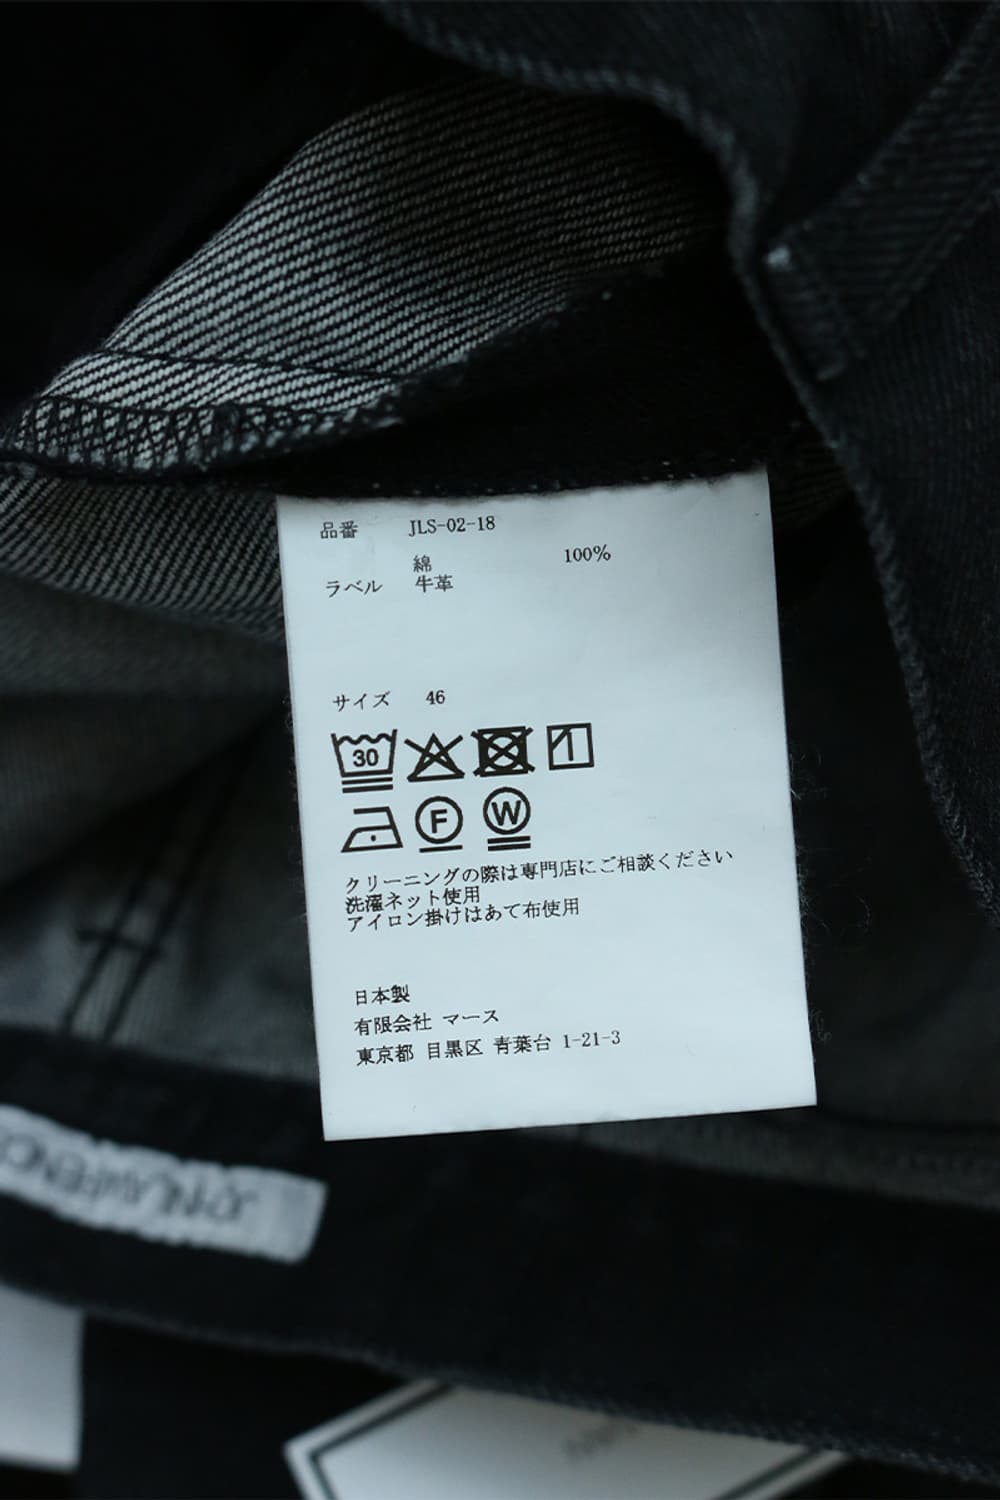 品番 JLS-02-18
綿 100%
ラベル 牛革
サイズ 46
30
F W
クリーニングの際は専門店にご相談ください
洗濯ネット使用
アイロン掛けはあて布使用
日本製
有限会社 マース
東京都 目黒区 青葉台 1-21-3